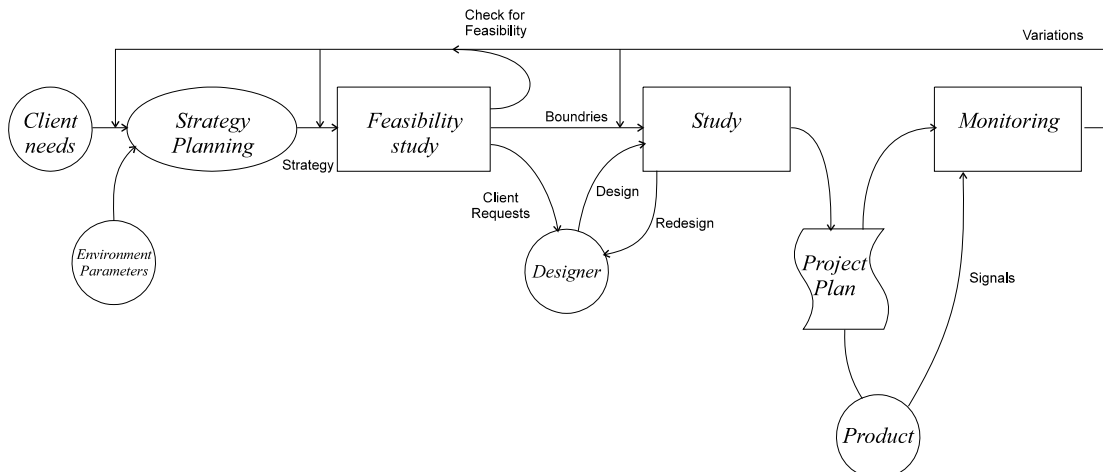 Check for
Feasibility
Variations
Client
needs
Strategy
Planning
Strategy
Feasibility
study
Boundries
Study
Monitoring
Client
Requests
Design
Redesign
Environment
Parameters
Designer
Project
Plan
Signals
Product